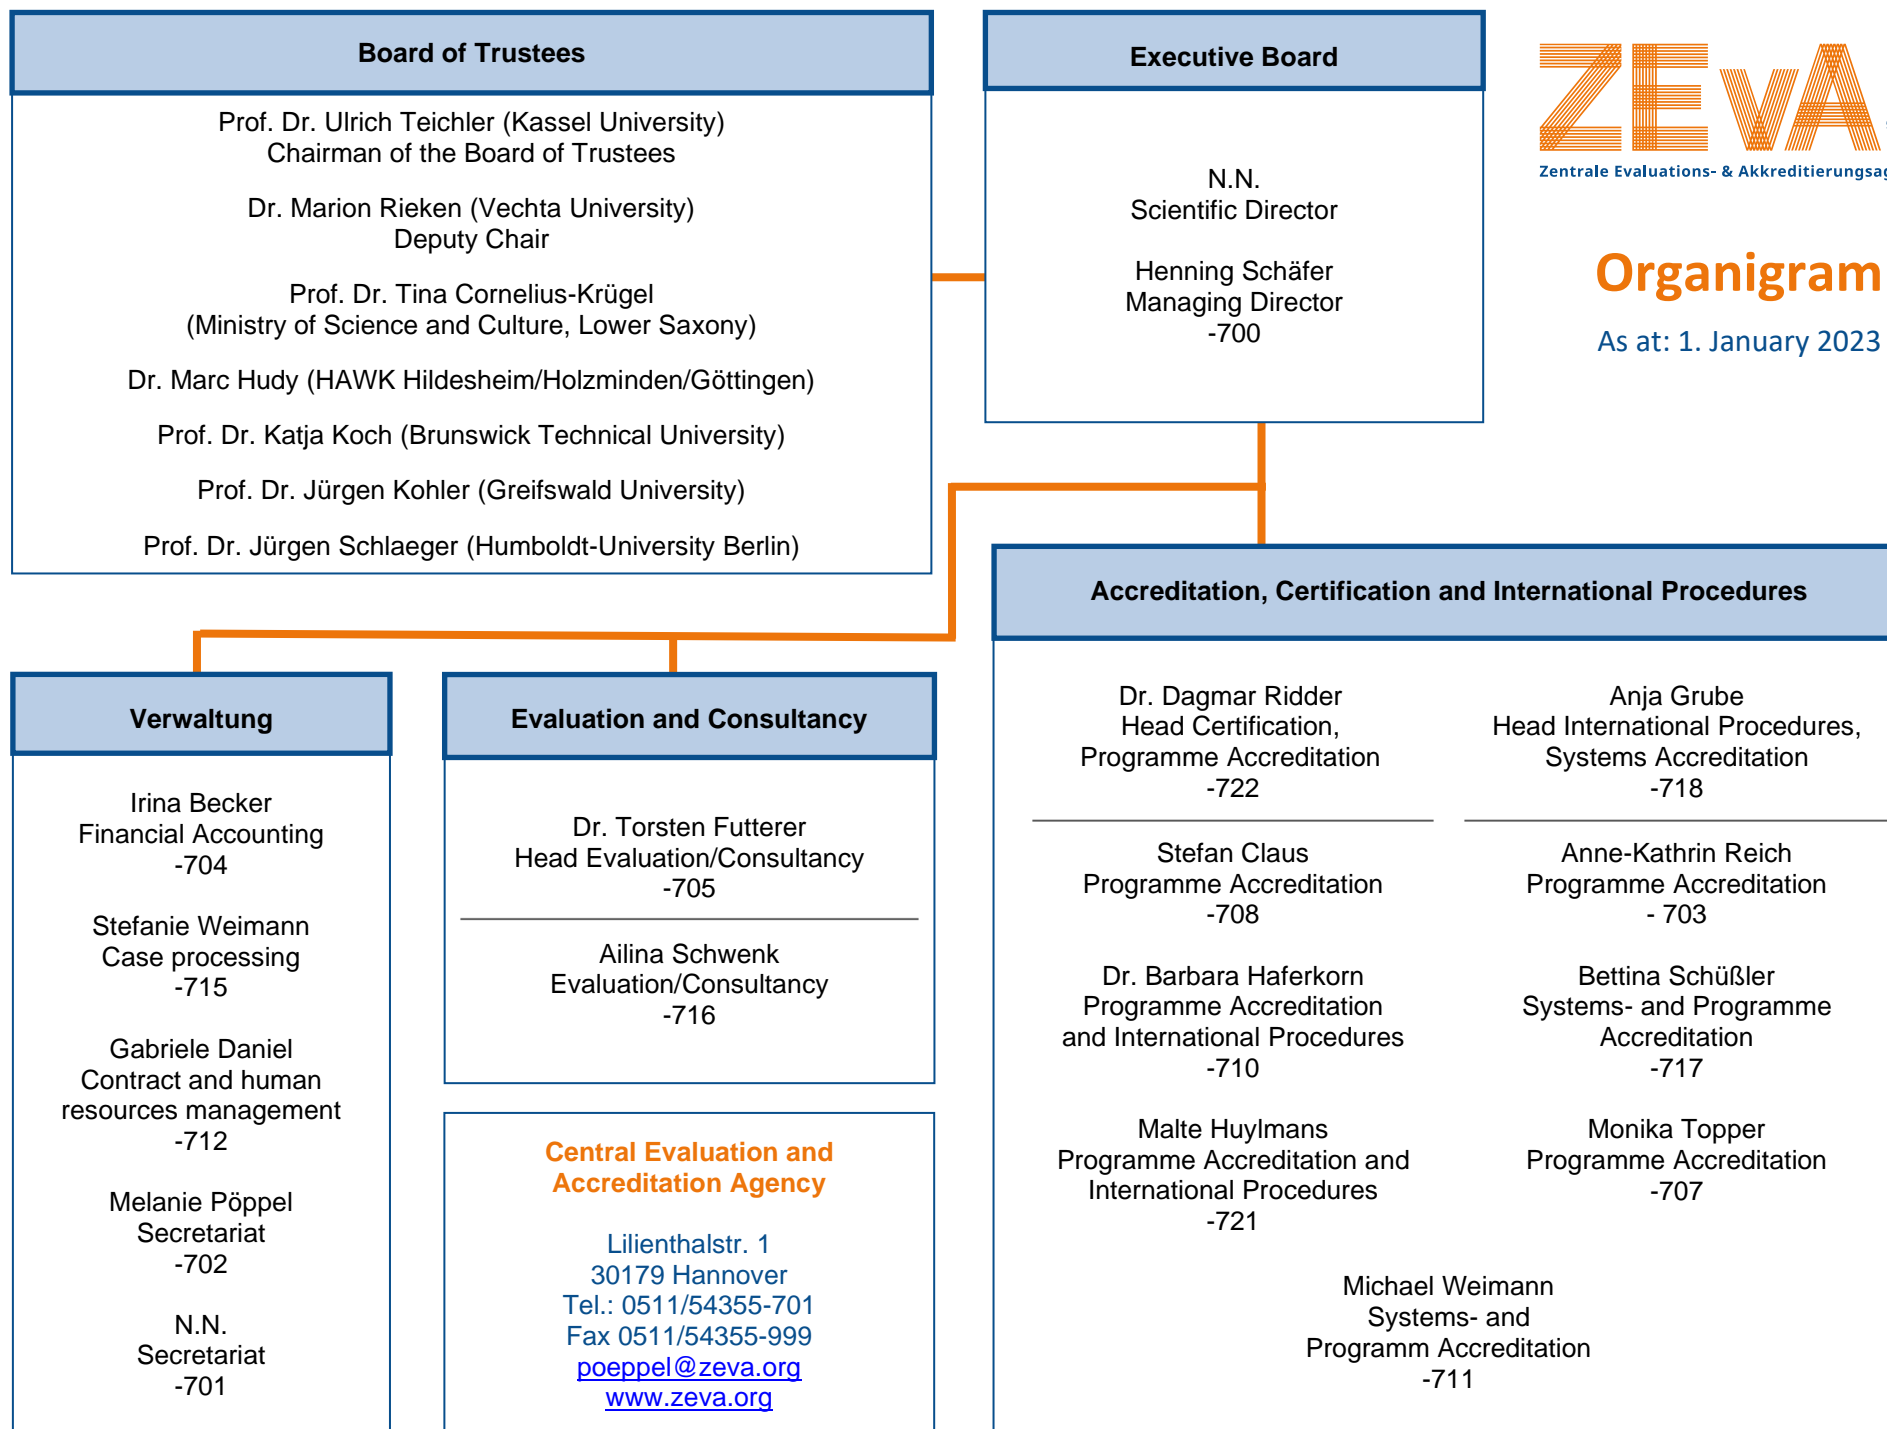 Board of Trustees
Prof. Dr. Ulrich Teichler (Kassel University)
Chairman of the Board of Trustees
Dr. Marion Rieken (Vechta University)
Deputy Chair
Prof. Dr. Tina Cornelius-Krügel
(Ministry of Science and Culture, Lower Saxony)
Dr. Marc Hudy (HAWK Hildesheim/Holzminden/Göttingen)
Prof. Dr. Katja Koch (Brunswick Technical University)
Prof. Dr. Jürgen Kohler (Greifswald University)
Prof. Dr. Jürgen Schlaeger (Humboldt-University Berlin)
Executive Board
N.N.
Scientific Director
Henning Schäfer
Managing Director
-700
ZEvA
Zentrale Evaluations- & Akkreditierungsag
Organigram
As at: 1. January 2023
Verwaltung
Irina Becker
Financial Accounting
-704
Stefanie Weimann
Case processing
-715
Gabriele Daniel
Contract and human
resources management
-712
Melanie Pöppel
Secretariat
-702
N.N.
Secretariat
-701
Evaluation and Consultancy
Dr. Torsten Futterer
Head Evaluation/Consultancy
-705
Ailina Schwenk
Evaluation/Consultancy
-716
Central Evaluation and
Accreditation Agency
Lilienthalstr. 1
30179 Hannover
Tel.: 0511/54355-701
Fax 0511/54355-999
poeppel@zeva.org
www.zeva.org
Accreditation, Certification and International Procedures
Dr. Dagmar Ridder
Head Certification,
Programme Accreditation
-722
Stefan Claus
Programme Accreditation
-708
Dr. Barbara Haferkorn
Programme Accreditation
and International Procedures
-710
Malte Huylmans
Programme Accreditation and
International Procedures
-721
Anja Grube
Head International Procedures,
Systems Accreditation
-718
Anne-Kathrin Reich
Programme Accreditation
- 703
Bettina Schüßler
Systems- and Programme
Accreditation
-717
Monika Topper
Programme Accreditation
-707
Michael Weimann
Systems- and
Programm Accreditation
-711